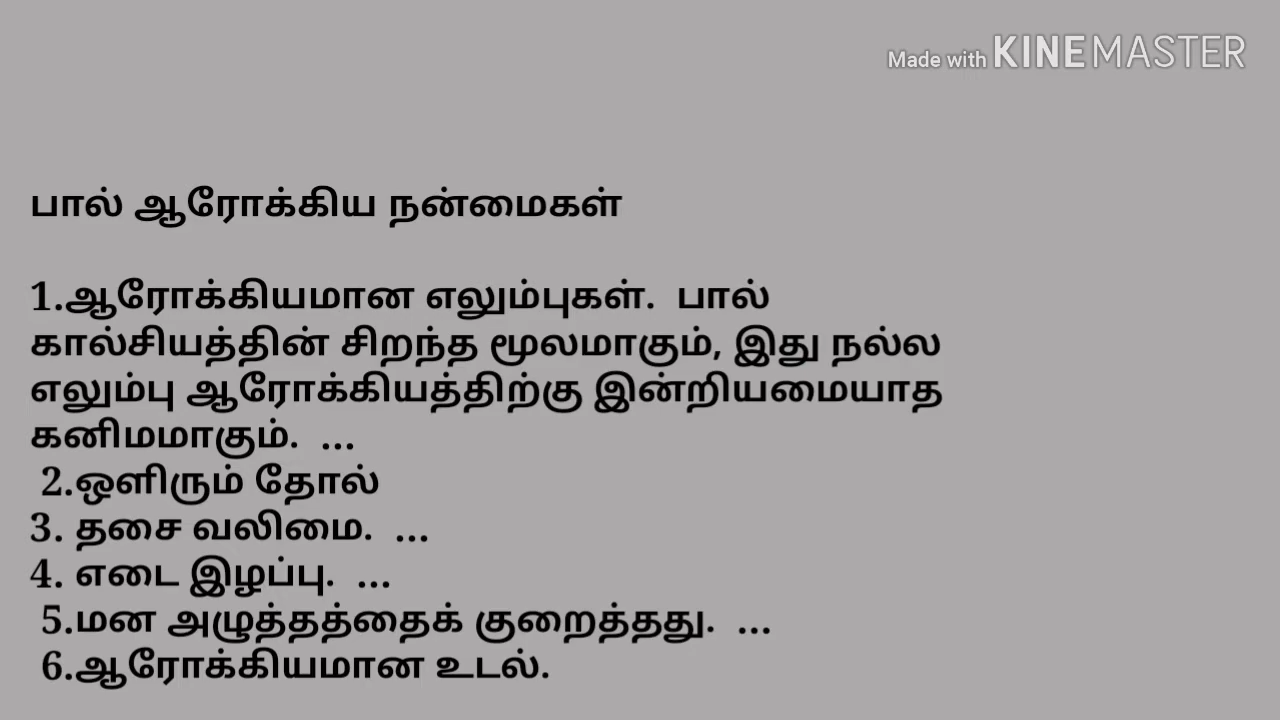 Made with KINEMASTER
பால் ஆரோக்கிய நன்மைகள்
1.ஆரோக்கியமான எலும்புகள்.  பால்
கால்சியத்தின் சிறந்த மூலமாகும், இது நல்ல
எலும்பு ஆரோக்கியத்திற்கு இன்றியமையாத
கனிமமாகும்.  ...
2.ஒளிரும் தோல்
3. தசை வலிமை.  ...
4. எடை இழப்பு.  ...
5.மன அழுத்தத்தைக் குறைத்தது.  ...
6.ஆரோக்கியமான உடல்.